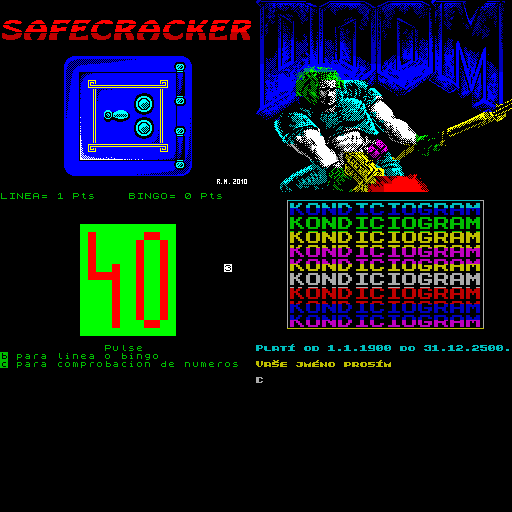 SAFECRACKER
R.M. 2010
DOOM
LINEA= 1 Pts BINGO= 0 Pts
40
Pulse
b para linea o bingo
c para comprobacion de numeros
KONDICIOGRAM
KONDICIOGRAM
KONDICIOGRAM
KONDICIOGRAM
KONDICIOGRAM
KONDICIOGRAM
KONDICIOGRAM
KONDICIOGRAM
KONDICIOGRAM
PLATÍ OD 1.1.1900 DO 31.12.2500.
VAŠE JMÉNO PROSÍM
C